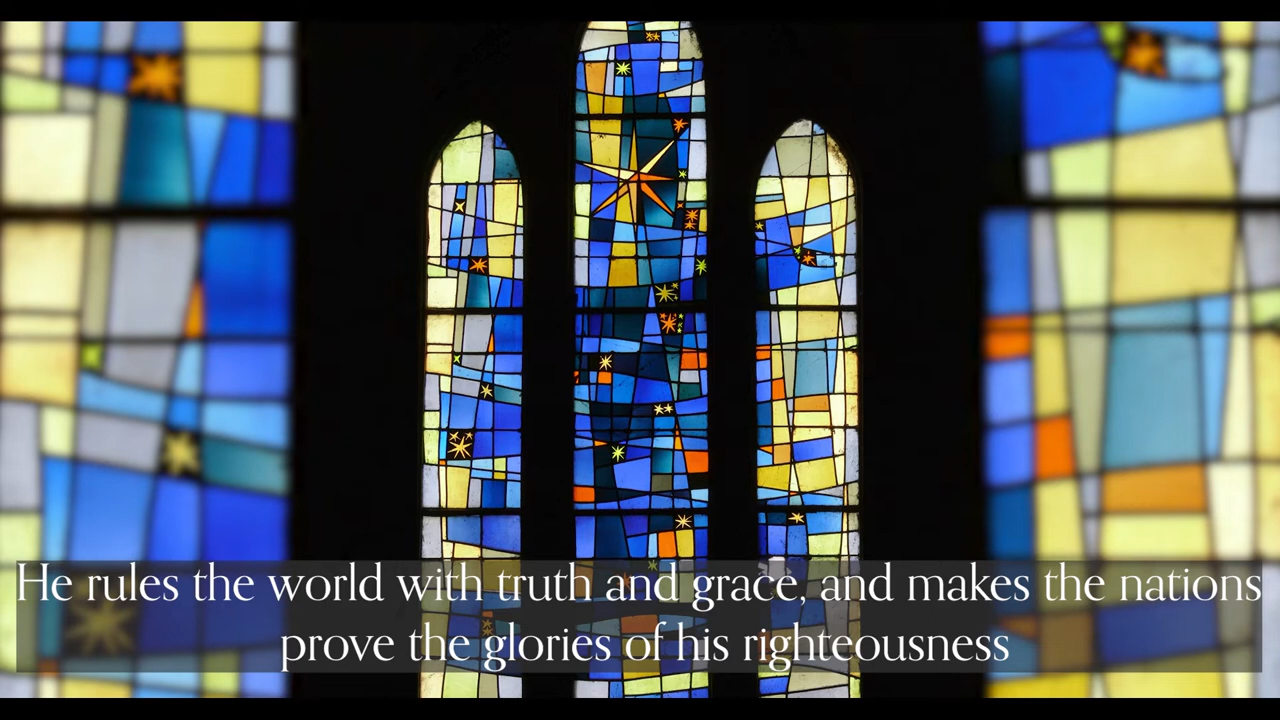 He rules the world with truth and grace, and makes the nations
prove the glories of his righteousness